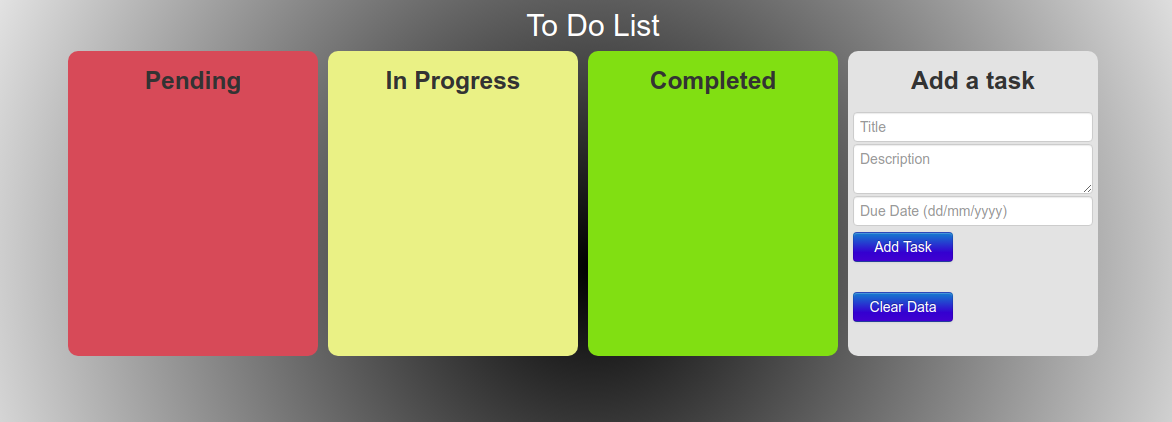 To Do List
Pending
In Progress
Completed
Add a task
Title
Description
Due Date (dd/mm/yyyy)
Add Task
Clear Data